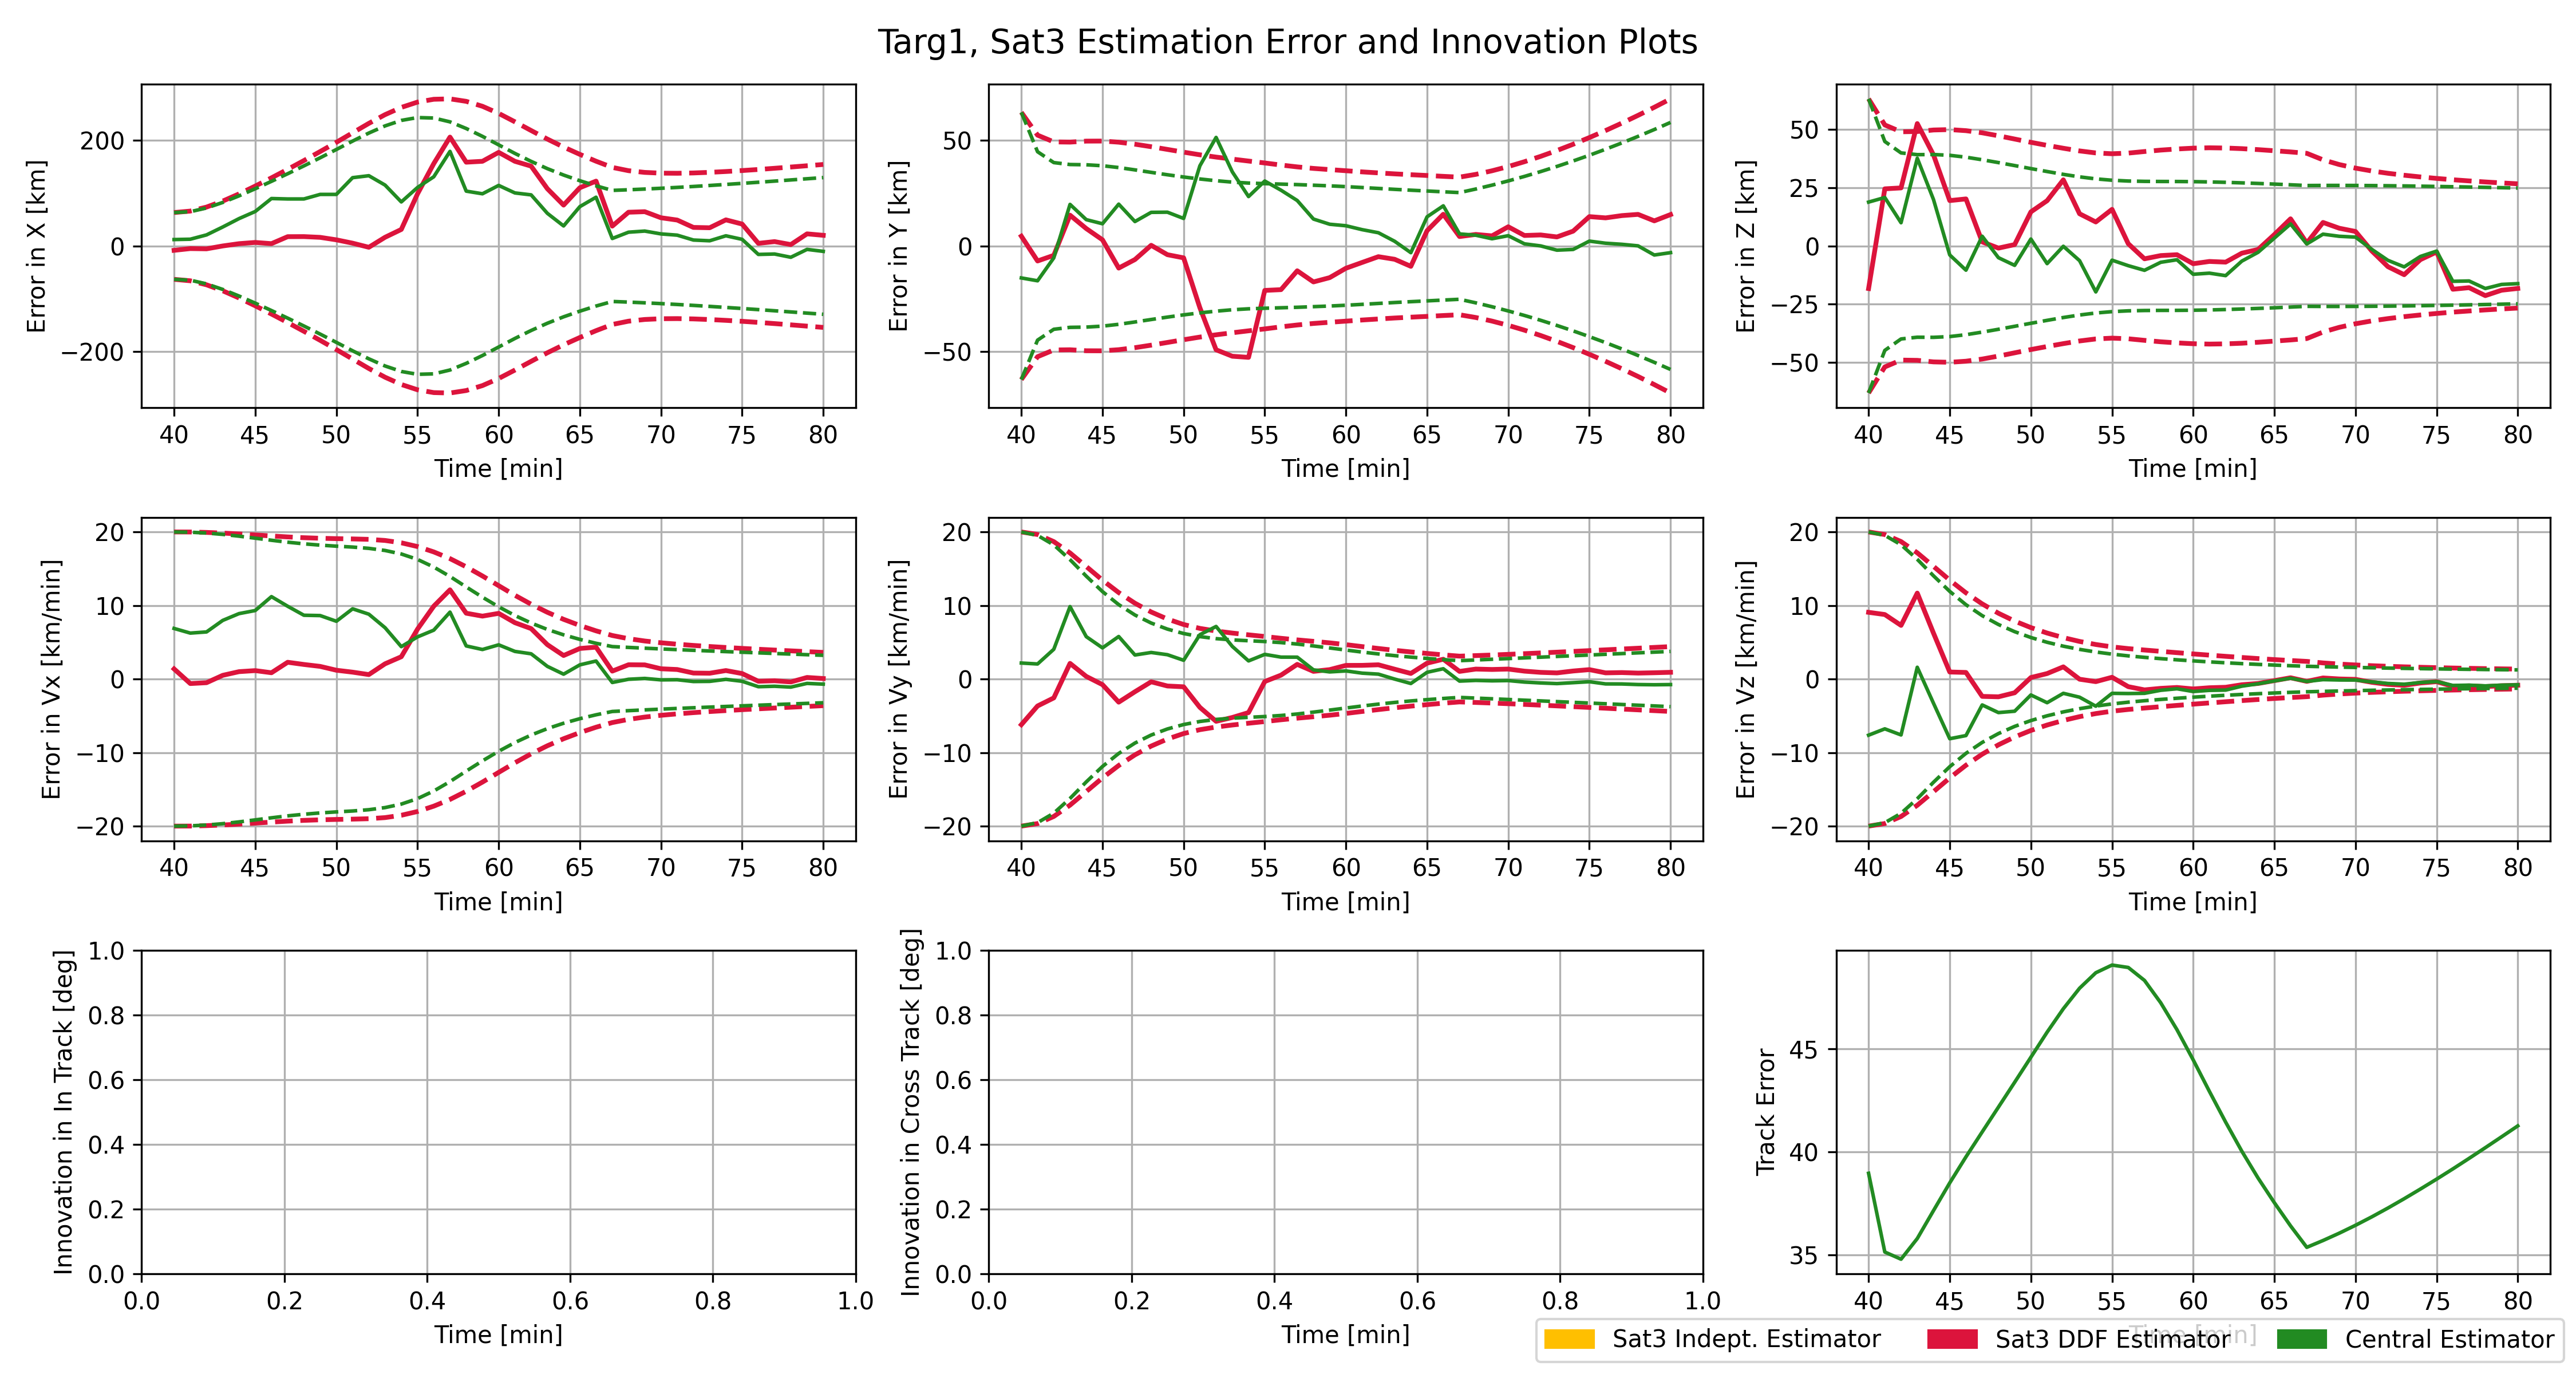 Targ1, Sat3 Estimation Error and Innovation Plots
Error in X [km]
200
0
−200
40 45 50 55 60 65 70 75 80
Time [min]
Error in Y [km]
50
0
−50
40 45 50 55 60 65 70 75 80
Time [min]
Error in Z [km]
50
25
0
−25
−50
40 45 50 55 60 65 70 75 80
Time [min]
Error in Vx [km/min]
20
10
0
−10
−20
40 45 50 55 60 65 70 75 80
Time [min]
Error in Vy [km/min]
20
10
0
−10
−20
40 45 50 55 60 65 70 75 80
Time [min]
Error in Vz [km/min]
20
10
0
−10
−20
40 45 50 55 60 65 70 75 80
Time [min]
Innovation in In Track [deg]
1.0
0.8
0.6
0.4
0.2
0.0
0.0 0.2 0.4 0.6 0.8 1.0
Time [min]
Innovation in Cross Track [deg]
1.0
0.8
0.6
0.4
0.2
0.0
0.0 0.2 0.4 0.6 0.8 1.0
Time [min]
Track Error
45
40
35
40 45 50 55 60 65 70 75 80
Time [min]
Sat3 Indept. Estimator Sat3 DDF Estimator Central Estimator